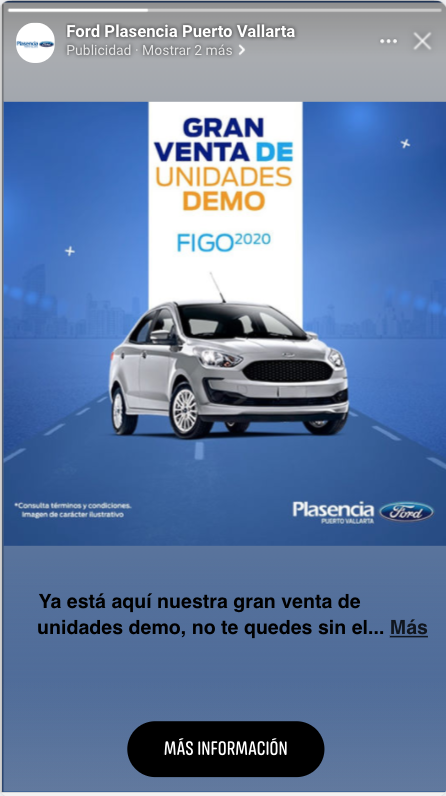 Ford Plasencia Puerto Vallarta
Publicidad · Mostrar 2 más
GRAN
VENTA DE
UNIDADES
DEMO
FIGO2020
*Consulta términos y condiciones.
Imagen de carácter ilustrativo
Plasencia
PUERTO VALLARTA
Ford
Ya está aquí nuestra gran venta de
unidades demo, no te quedes sin el... Más
MÁS INFORMACIÓN